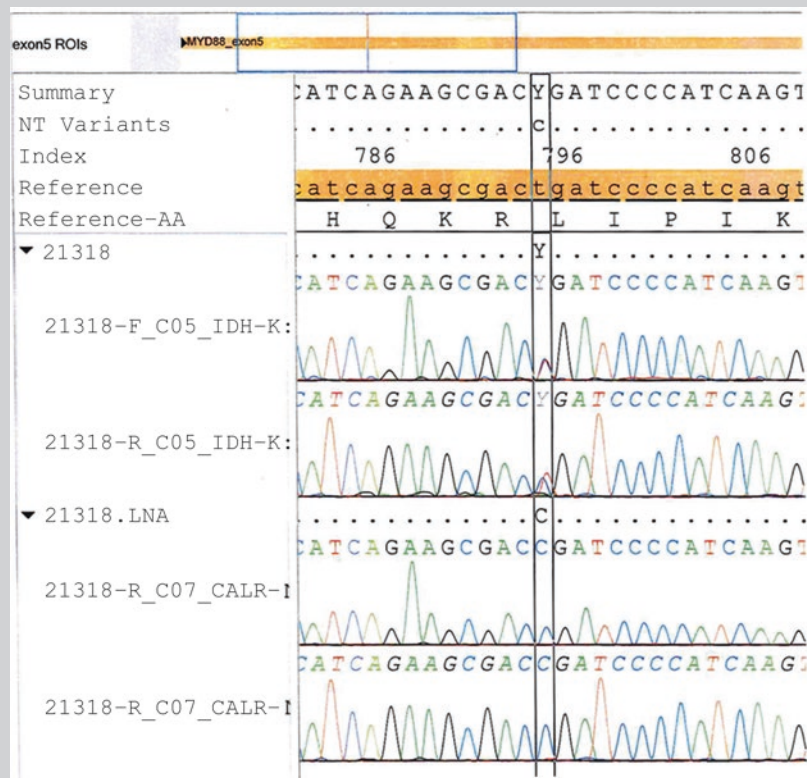 exon5 ROIs
MYD88_exon5
Summary CATCAGAAGCGACYGATCCCCATCAAGT
NT Variants .............c..............
Index 786 796 806
Reference catcagaagcgactgatccccatcaagt
Reference-AA H Q K R L I P I K
21318 .............Y..............
CATCAGAAGCGACYGATCCCCATCAAGT
21318-F_C05_IDH-K:
CATCAGAAGCGACYGATCCCCATCAAGT
21318-R_C05_IDH-K:
21318.LNA .............C..............
CATCAGAAGCGACCGATCCCCATCAAGT
21318-R_C07_CALR-
CATCAGAAGCGACCGATCCCCATCAAGT
21318-R_C07_CALR-